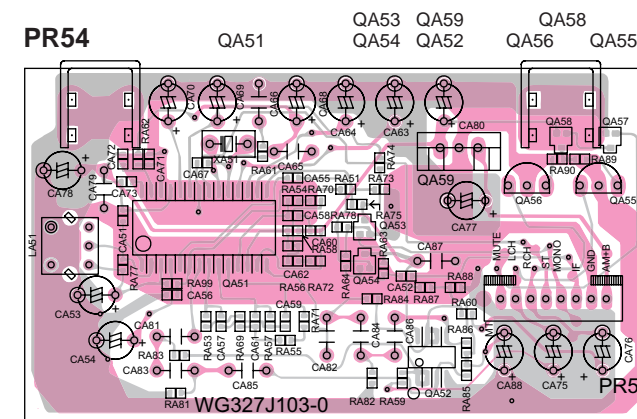 QA53 QA59 QA58
PR54 QA51 QA54 QA52 QA56 QA55
CA70 CA69 CA66 CA68 CA64 CA63 CA80 QA58 QA57
CA72 RA62 CA71 XA51 CA67 RA61 CA65 RA74 RA90 RA89
CA78 CA79 CA73 CA55 RA51 RA73 QA59 QA56 QA55
RA54 RA70 RA75 CA77
LA51 CA51 CA58 RA78 QA53
CA60 RA58 RA63 CA87 MUTE LCH RCH ST MONO IF GND AM+B
RA77 RA99 QA51 CA62 RA64 QA54 CA52 RA88
CA53 CA56 RA56 RA72 RA84 RA87
CA59 RA71 RA60
CA54 CA81 RA53 CA57 RA69 CA61 RA57 RA55 CA84 CA86 RA86 CA76
CA83 RA83 CA85 CA82 RA82 RA59 QA52 RA85 CA88 CA75
RA81 WG327J103-0 PR5